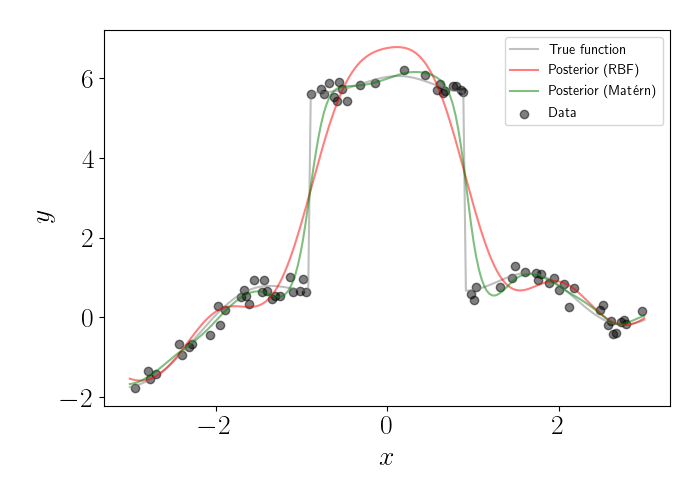 True function
Posterior (RBF)
Posterior (Matérn)
Data
6
4
2
0
−2
y
−2 0 2
x